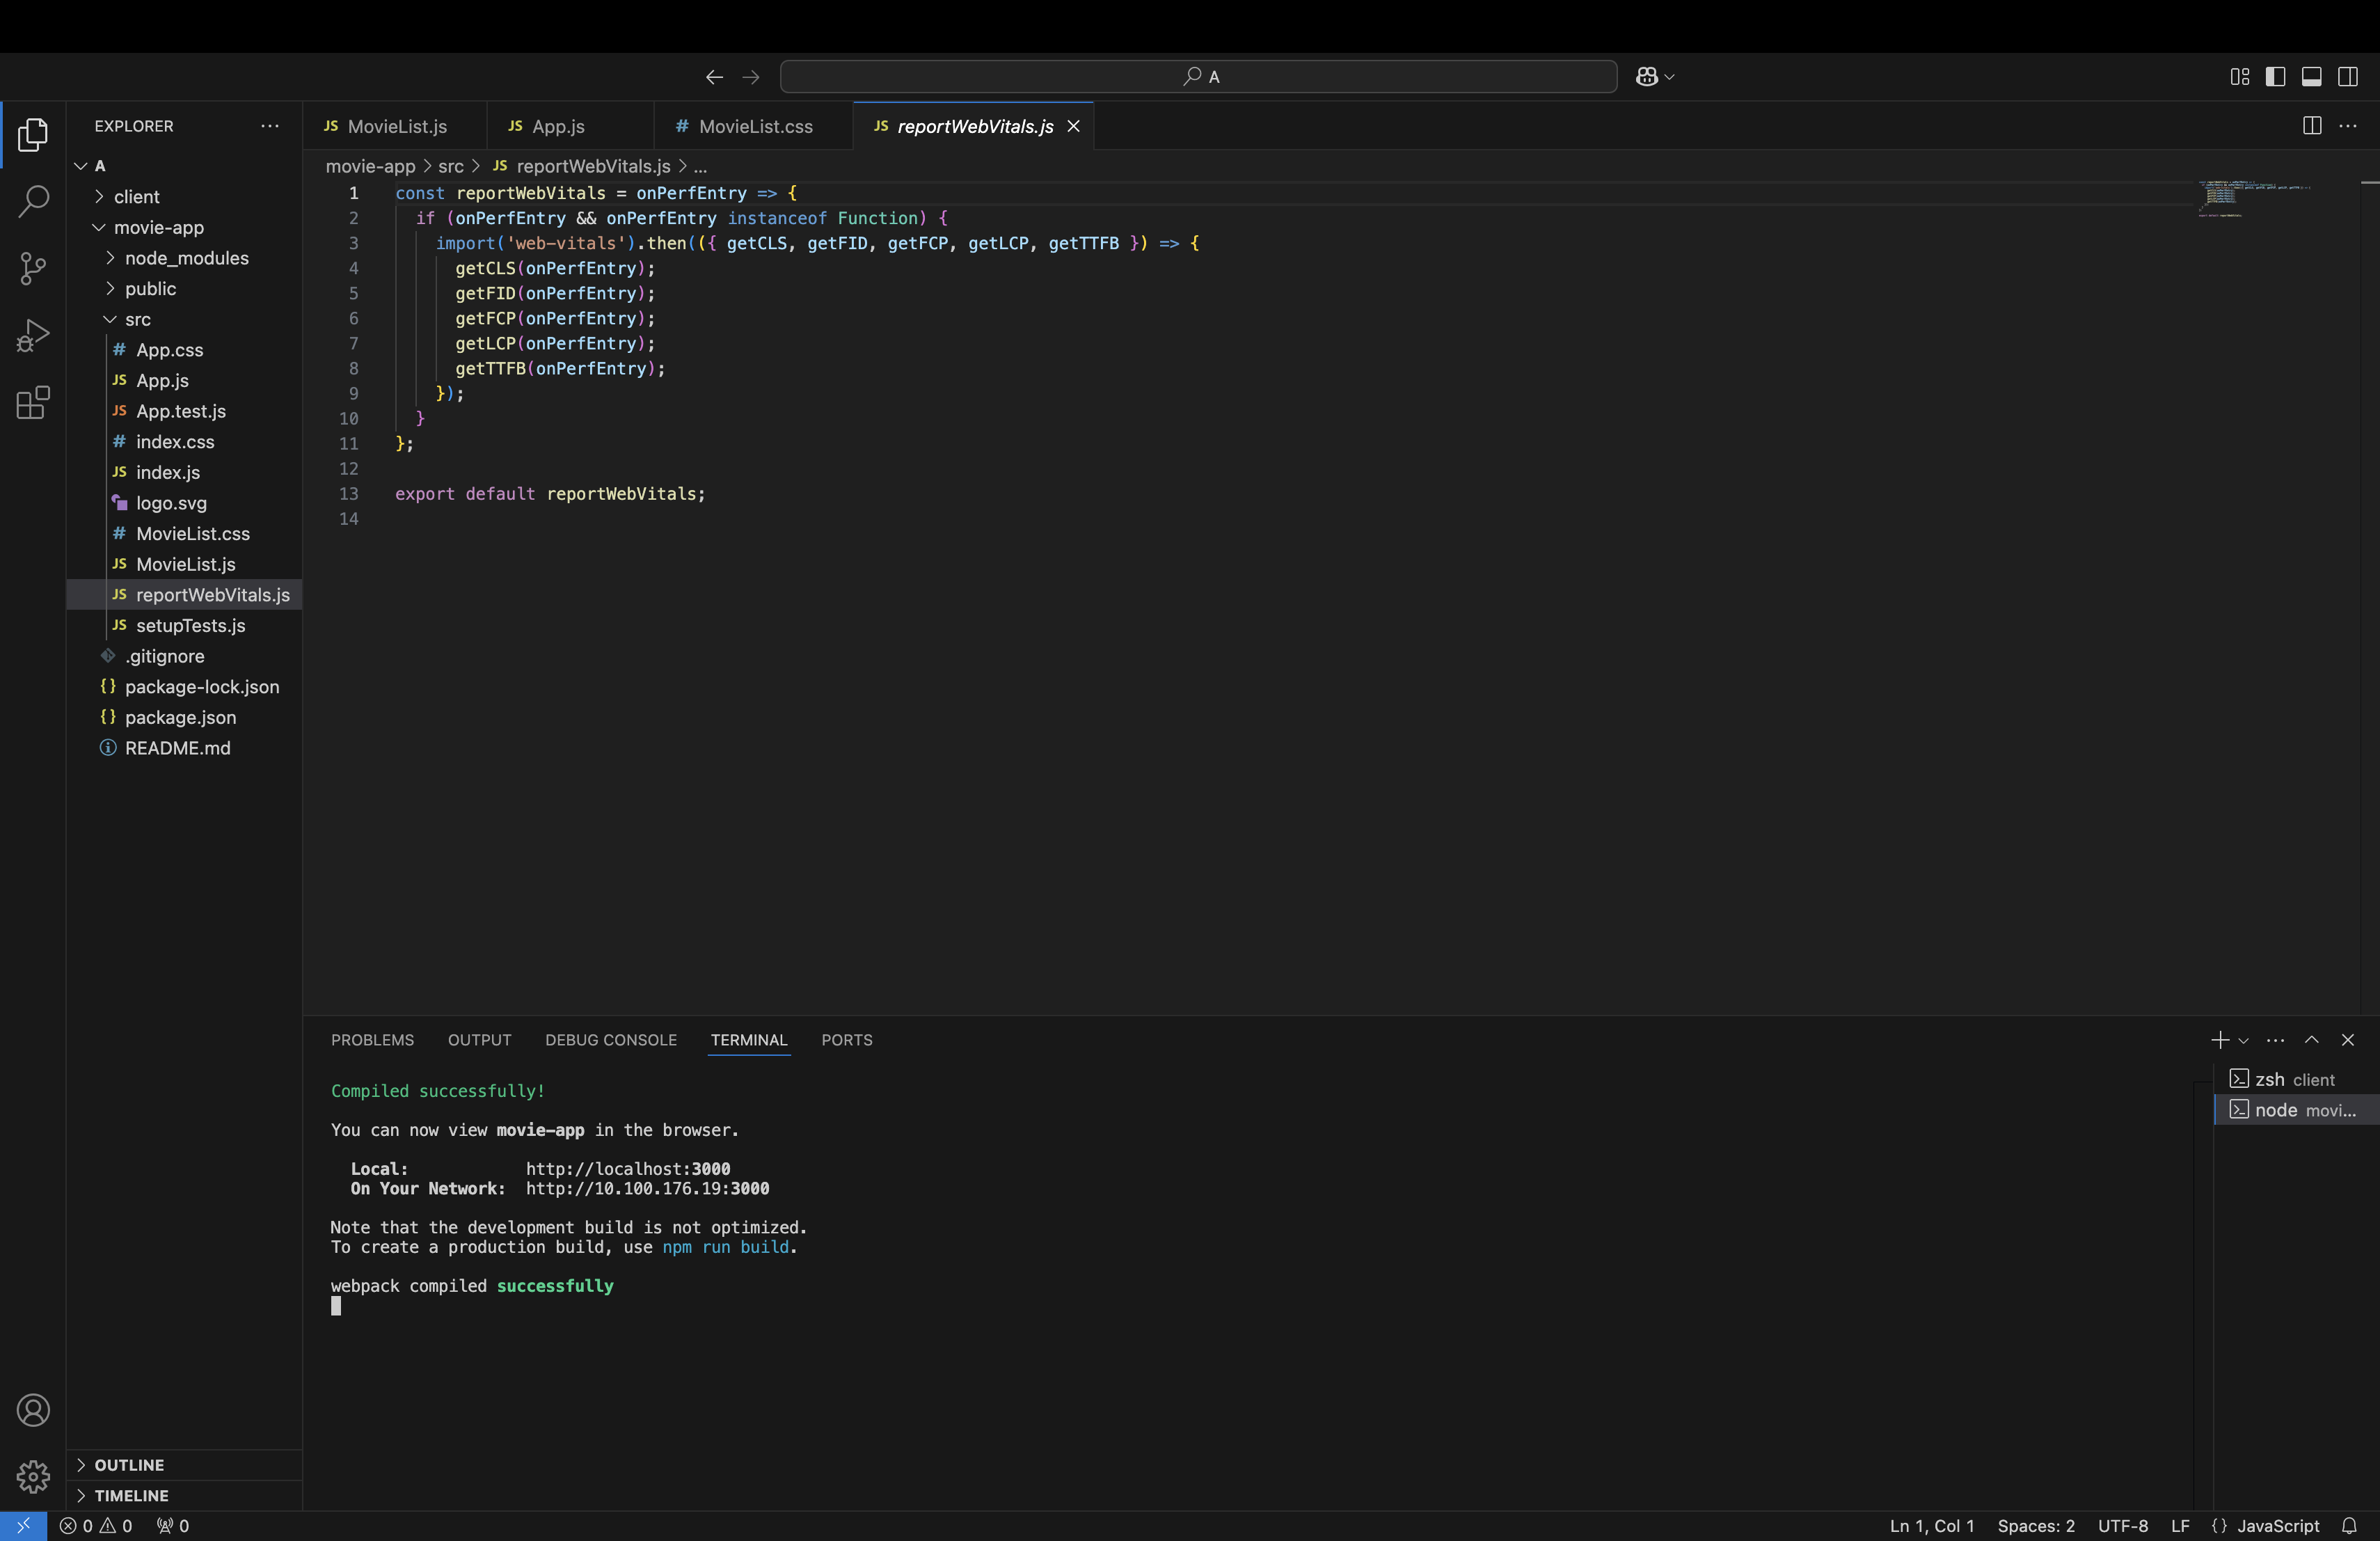 A
EXPLORER
MovieList.js
App.js
MovieList.css
reportWebVitals.js
movie-app > src > JS reportWebVitals.js > ...
A
client
movie-app
node_modules
public
src
# App.css
JS App.js
JS App.test.js
# index.css
JS index.js
logo.svg
# MovieList.css
JS MovieList.js
JS reportWebVitals.js
JS setupTests.js
.gitignore
{} package-lock.json
{} package.json
README.md
OUTLINE
TIMELINE
1 const reportWebVitals = onPerfEntry => {
2 if (onPerfEntry && onPerfEntry instanceof Function) {
3 import('web-vitals').then(({ getCLS, getFID, getFCP, getLCP, getTTFB }) => {
4 getCLS(onPerfEntry);
5 getFID(onPerfEntry);
6 getFCP(onPerfEntry);
7 getLCP(onPerfEntry);
8 getTTFB(onPerfEntry);
9 });
10 }
11 };
12
13 export default reportWebVitals;
14
PROBLEMS OUTPUT DEBUG CONSOLE TERMINAL PORTS
Compiled successfully!
You can now view movie-app in the browser.
Local: http://localhost:3000
On Your Network: http://10.100.176.19:3000
Note that the development build is not optimized.
To create a production build, use npm run build.
webpack compiled successfully
zsh client
node movi...
0 0 0
Ln 1, Col 1 Spaces: 2 UTF-8 LF {} JavaScript